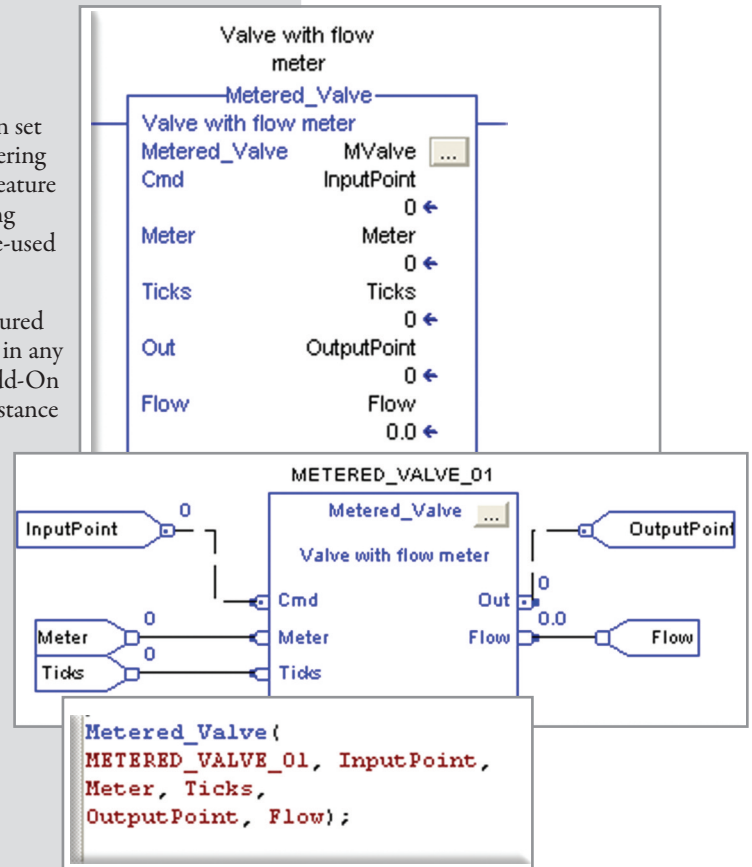 n set
ering
eature
ng
e-used
ured
in any
dd-On
stance
Valve with flow
meter
Metered_Valve
Valve with flow meter
Metered_Valve MValve ...
Cmd InputPoint
0
Meter Meter
0
Ticks Ticks
0
Out OutputPoint
0
Flow Flow
0.0
METERED_VALVE_01
Metered_Valve ...
Valve with flow meter
InputPoint 0
Cmd
Out 0
OutputPoint
Meter 0
Meter
Flow 0.0
Flow
Ticks 0
Ticks
Metered_Valve(
METERED_VALVE_01, InputPoint,
Meter, Ticks,
OutputPoint, Flow);